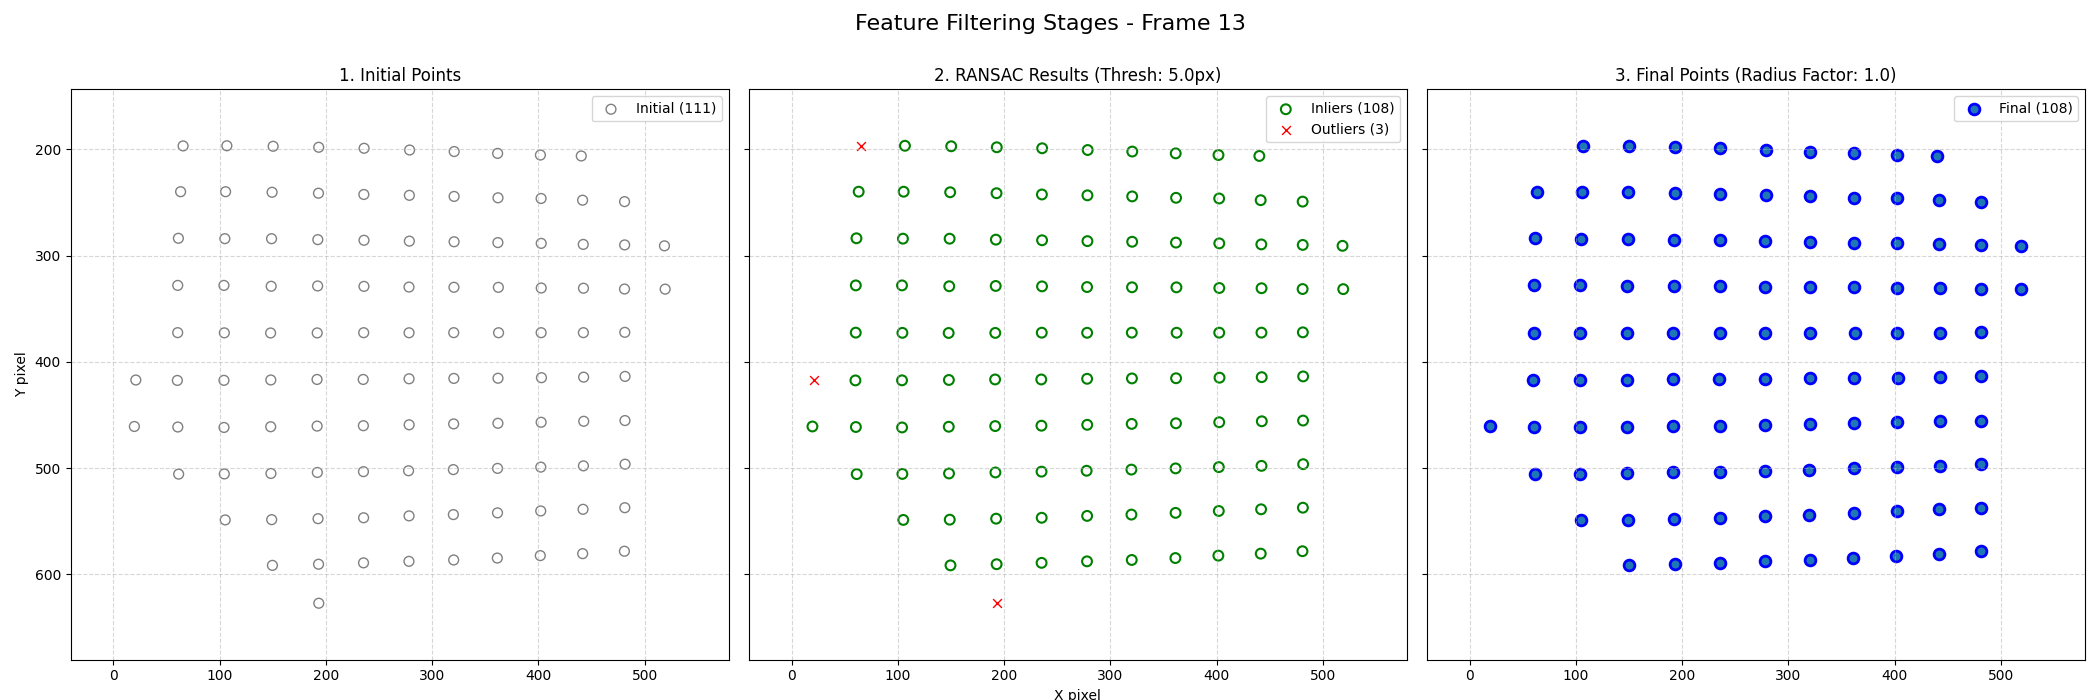 Feature Filtering Stages - Frame 13
1. Initial Points
Initial (111)
200
300
400
500
600
Y pixel
0
100
200
300
400
500
2. RANSAC Results (Thresh: 5.0px)
Inliers (108)
Outliers (3)
0
100
200
300
400
500
X pixel
3. Final Points (Radius Factor: 1.0)
Final (108)
0
100
200
300
400
500